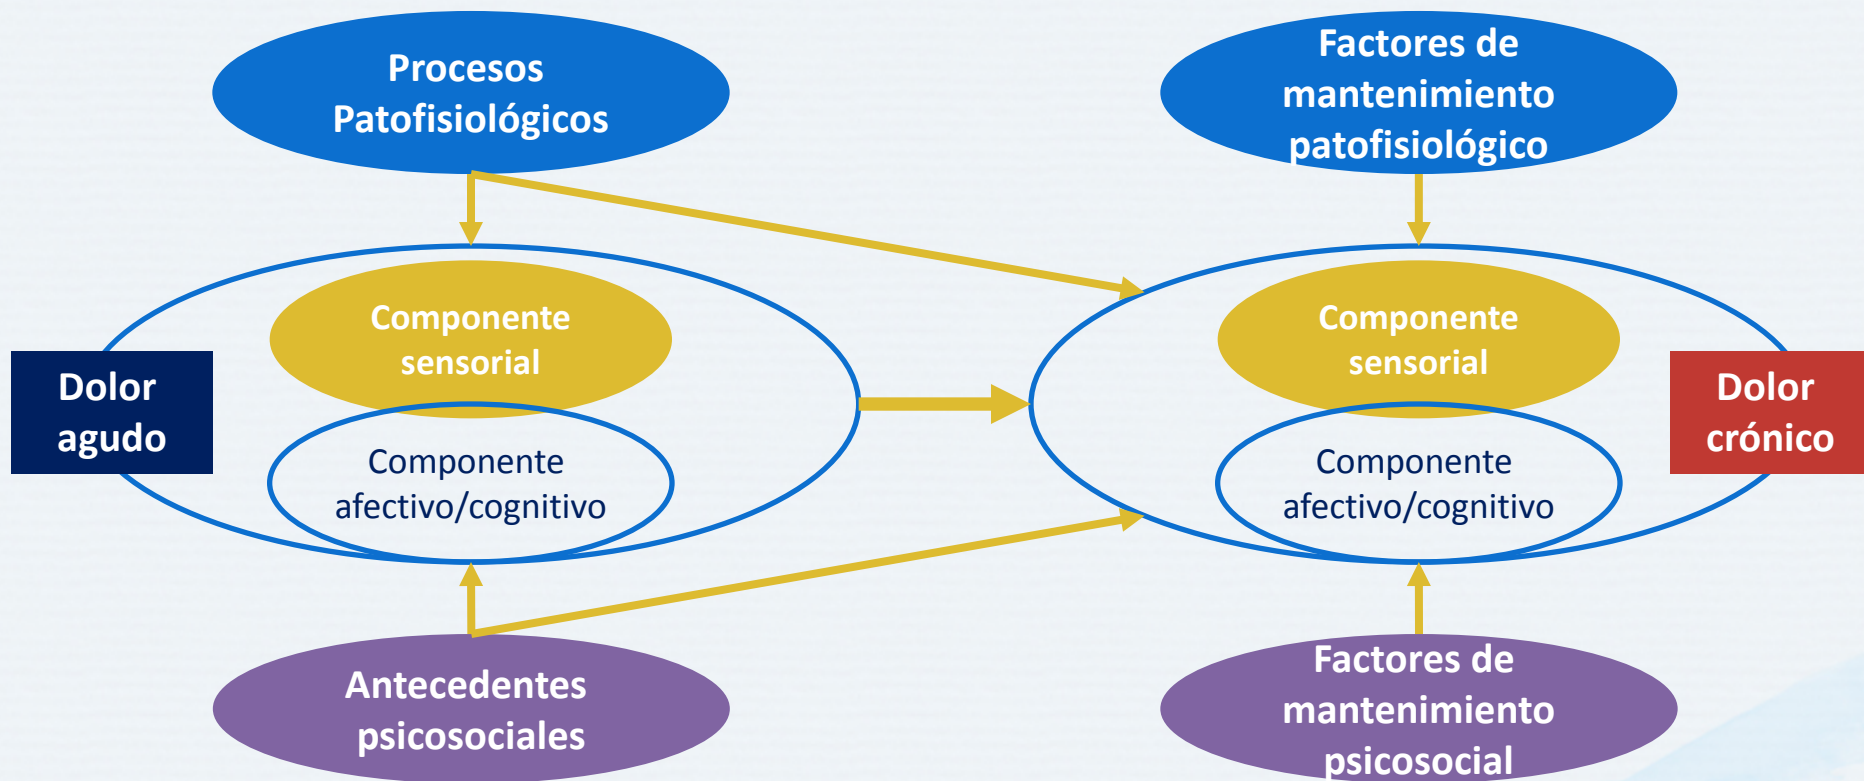 Procesos
Patofisiológicos
Factores de
mantenimiento
patofisiológico
Componente
sensorial
Componente
sensorial
Dolor
agudo
Dolor
crónico
Componente
afectivo/cognitivo
Componente
afectivo/cognitivo
Antecedentes
psicosociales
Factores de
mantenimiento
psicosocial